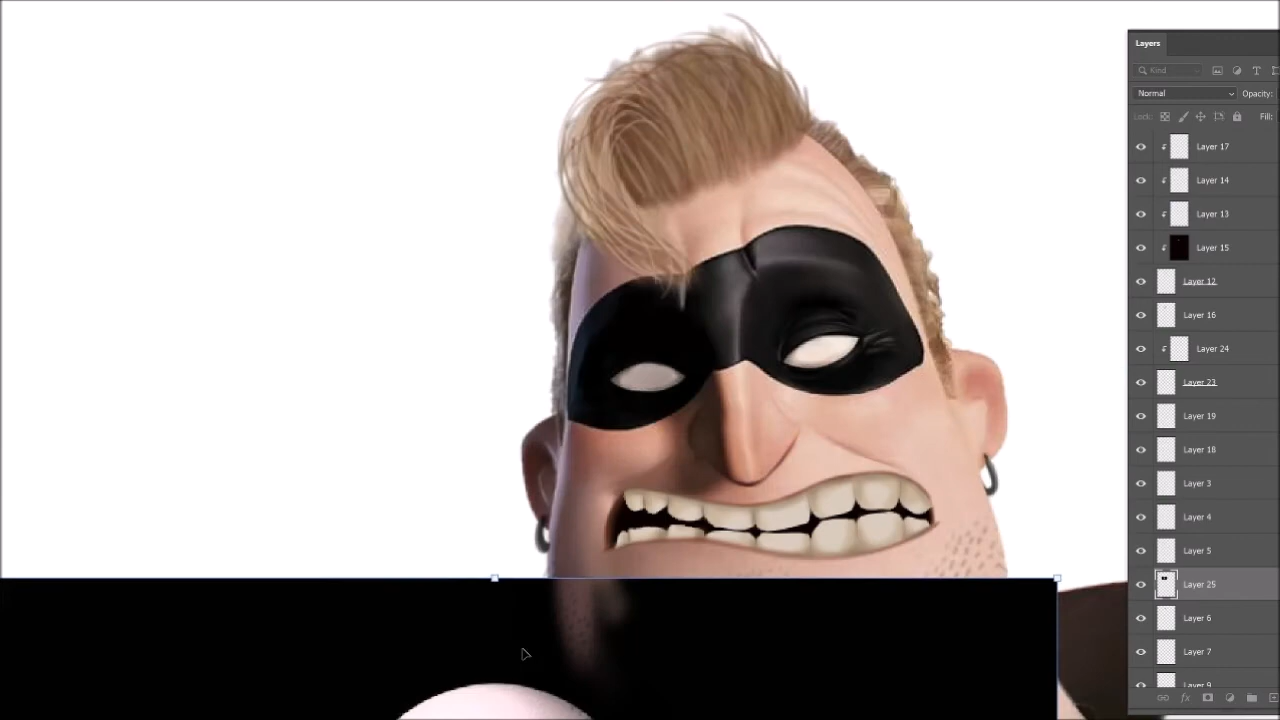 Layers
Kind
Normal Opacity:
Lock: Fill:
Layer 17
Layer 14
Layer 13
Layer 15
Layer 12
Layer 16
Layer 24
Layer 23
Layer 19
Layer 18
Layer 3
Layer 4
Layer 5
Layer 25
Layer 6
Layer 7
Layer 9